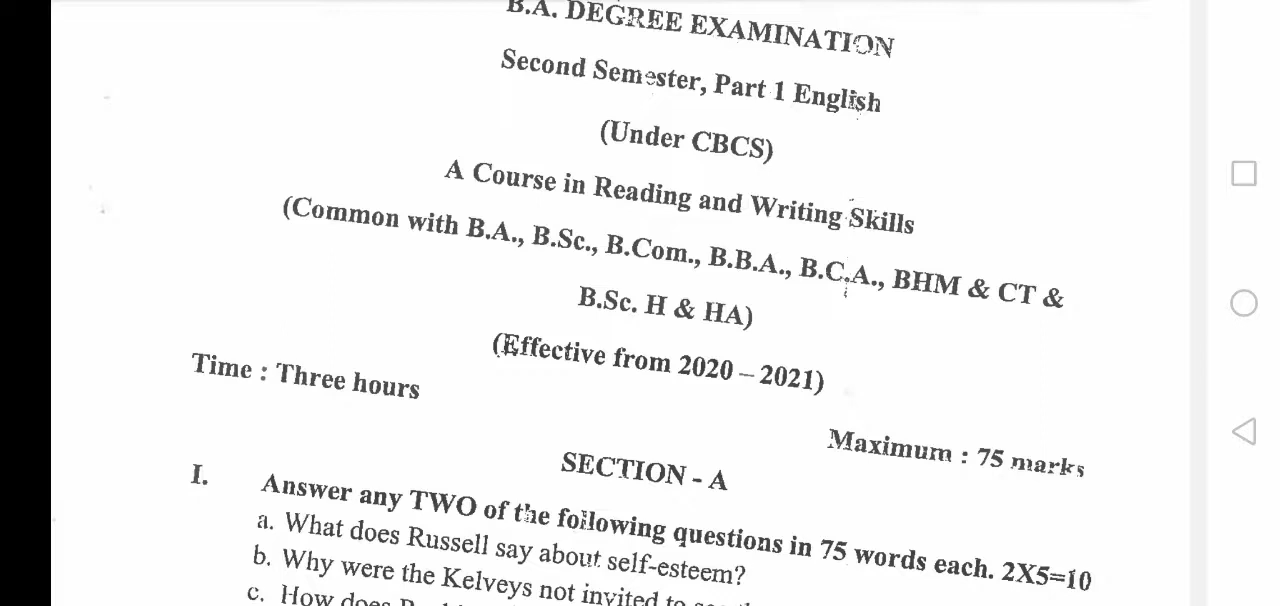 B.A. DEGREE EXAMINATION
Second Semester, Part 1 English
(Under CBCS)
A Course in Reading and Writing Skills
(Common with B.A., B.Sc., B.Com., B.B.A., B.C.A., BHM & CT &
B.Sc. H & HA)
(Effective from 2020 – 2021)
Time : Three hours
Maximum : 75 marks
SECTION - A
I. Answer any TWO of the following questions in 75 words each. 2X5=10
a. What does Russell say about self-esteem?
b. Why were the Kelveys not invited to
c. How does